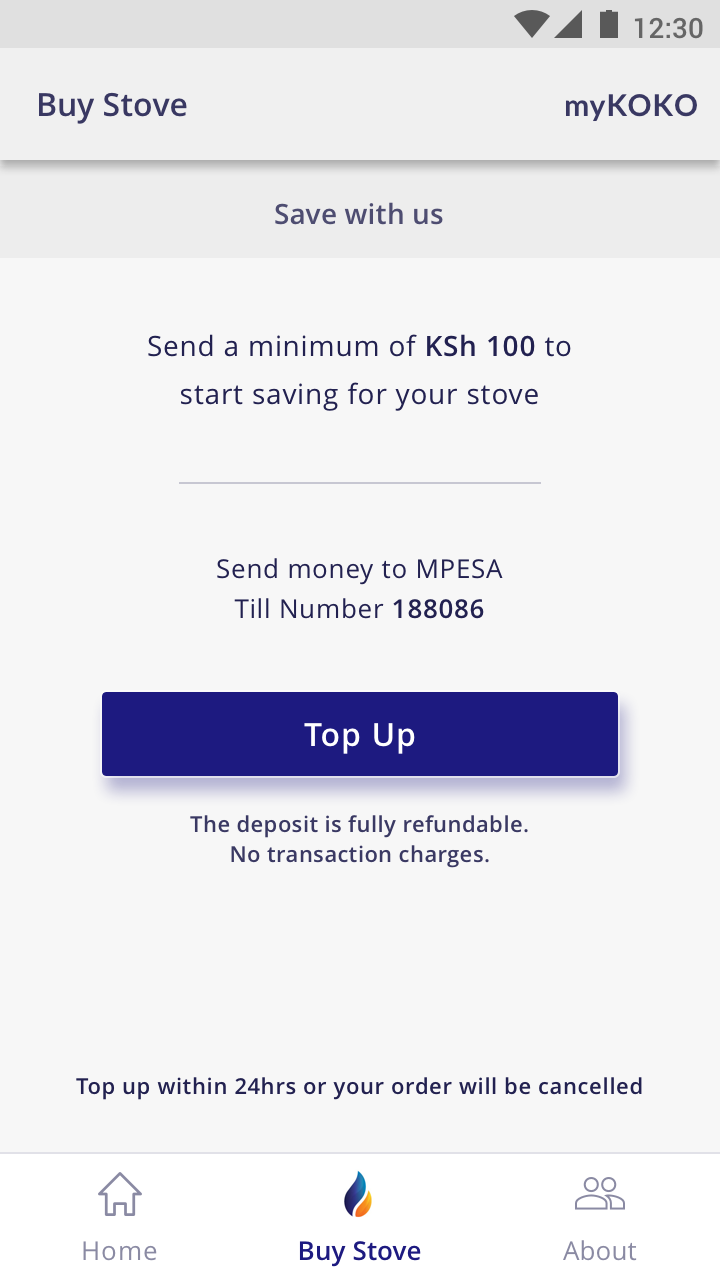 12:30
Buy Stove
myKOKO
Save with us
Send a minimum of KSh 100 to
start saving for your stove
Send money to MPESA
Till Number 188086
Top Up
The deposit is fully refundable.
No transaction charges.
Top up within 24hrs or your order will be cancelled
Home
Buy Stove
About